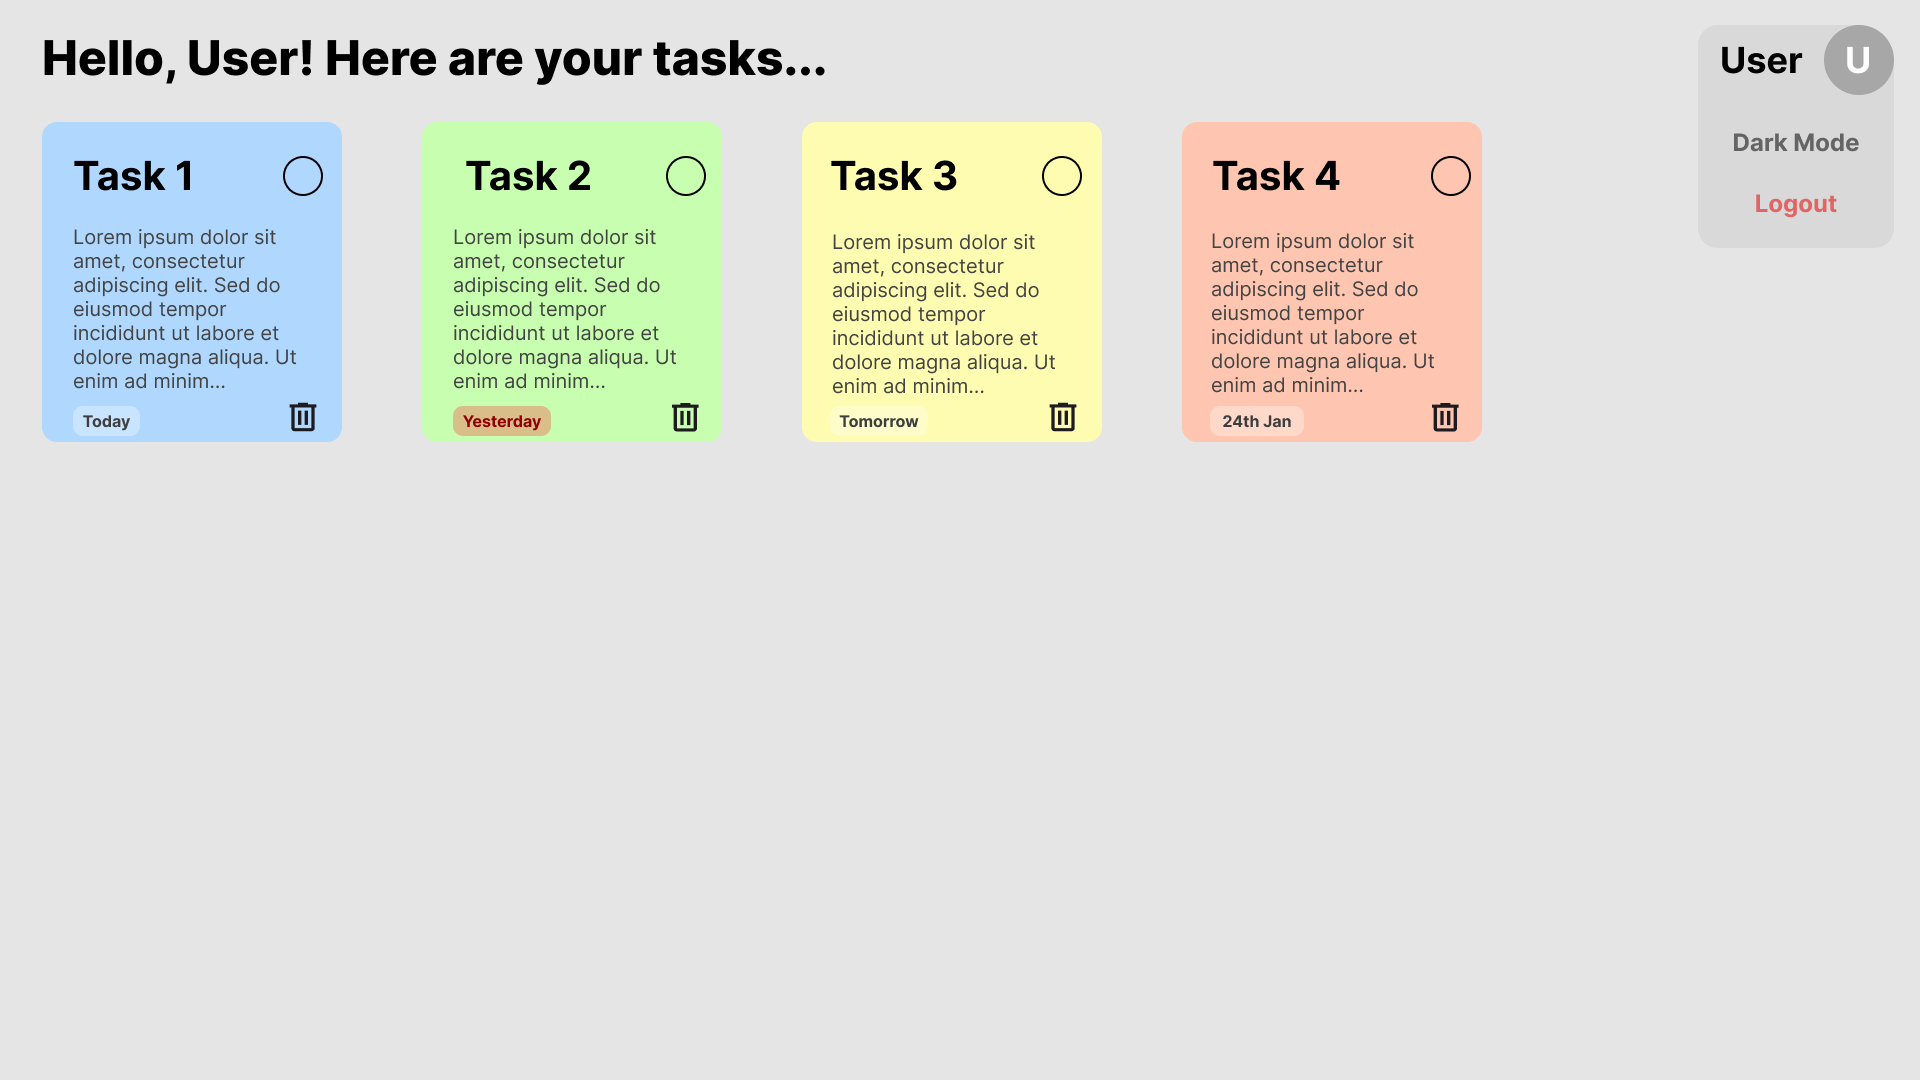 Hello, User! Here are your tasks...
User
U
Dark Mode
Logout
Task 1
Lorem ipsum dolor sit
amet, consectetur
adipiscing elit. Sed do
eiusmod tempor
incididunt ut labore et
dolore magna aliqua. Ut
enim ad minim...
Today
Task 2
Lorem ipsum dolor sit
amet, consectetur
adipiscing elit. Sed do
eiusmod tempor
incididunt ut labore et
dolore magna aliqua. Ut
enim ad minim...
Yesterday
Task 3
Lorem ipsum dolor sit
amet, consectetur
adipiscing elit. Sed do
eiusmod tempor
incididunt ut labore et
dolore magna aliqua. Ut
enim ad minim...
Tomorrow
Task 4
Lorem ipsum dolor sit
amet, consectetur
adipiscing elit. Sed do
eiusmod tempor
incididunt ut labore et
dolore magna aliqua. Ut
enim ad minim...
24th Jan